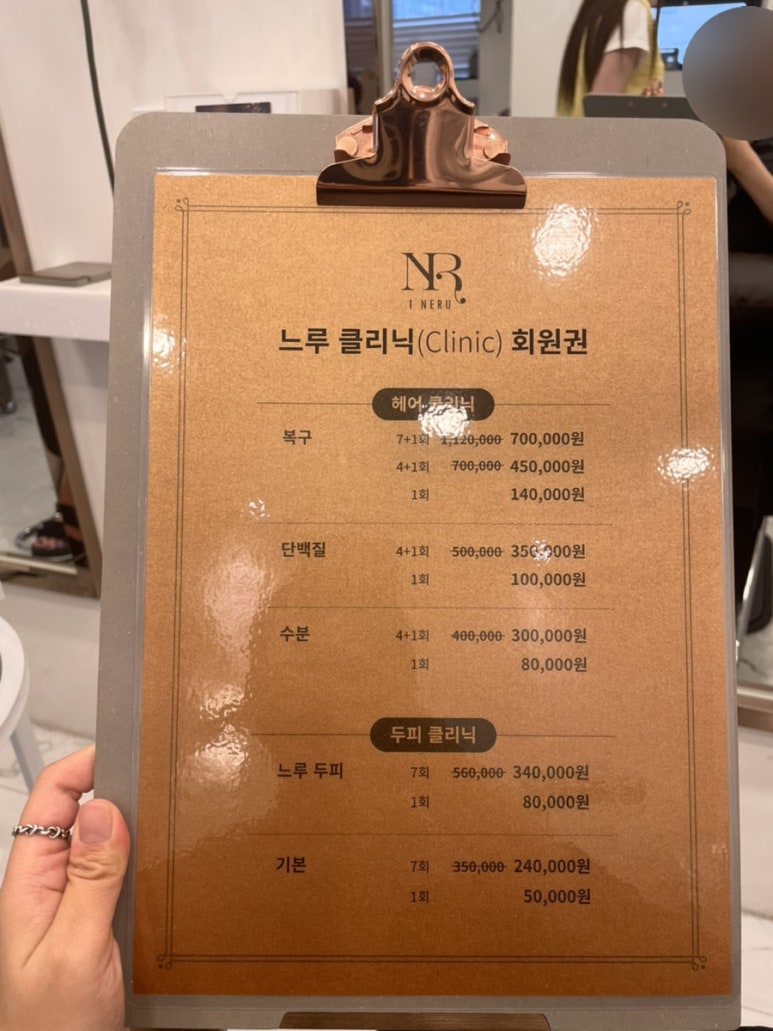 NR
I NERU
느루 클리닉(Clinic) 회원권
헤어 클리닉
복구 7+1회 1,120,000 700,000원
4+1회 700,000 450,000원
1회 140,000원
단백질 4+1회 500,000 350,000원
1회 100,000원
수분 4+1회 400,000 300,000원
1회 80,000원
두피 클리닉
느루 두피 7회 560,000 340,000원
1회 80,000원
기본 7회 350,000 240,000원
1회 50,000원